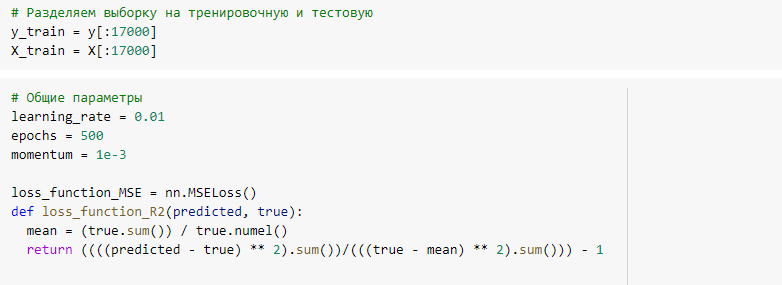 # Разделяем выборку на тренировочную и тестовую
y_train = y[:17000]
X_train = X[:17000]
# Общие параметры
learning_rate = 0.01
epochs = 500
momentum = 1e-3
loss_function_MSE = nn.MSELoss()
def loss_function_R2(predicted, true):
  mean = (true.sum()) / true.numel()
  return ((((predicted - true) ** 2).sum())/(((true - mean) ** 2).sum())) - 1